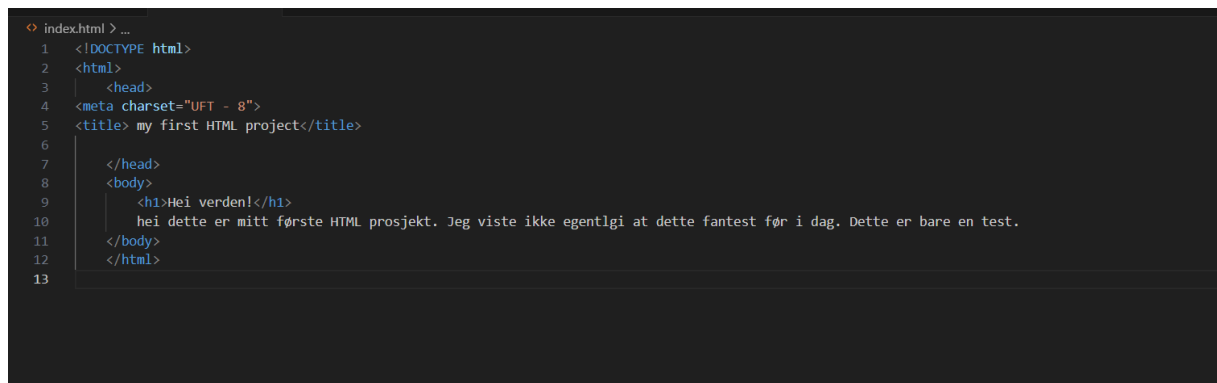 <> index.html > ...
1 <!DOCTYPE html>
2 <html>
3 <head>
4 <meta charset="UFT - 8">
5 <title> my first HTML project</title>
6
7 </head>
8 <body>
9 <h1>Hei verden!</h1>
10 hei dette er mitt første HTML prosjekt. Jeg viste ikke egentlgi at dette fantest før i dag. Dette er bare en test.
11 </body>
12 </html>
13